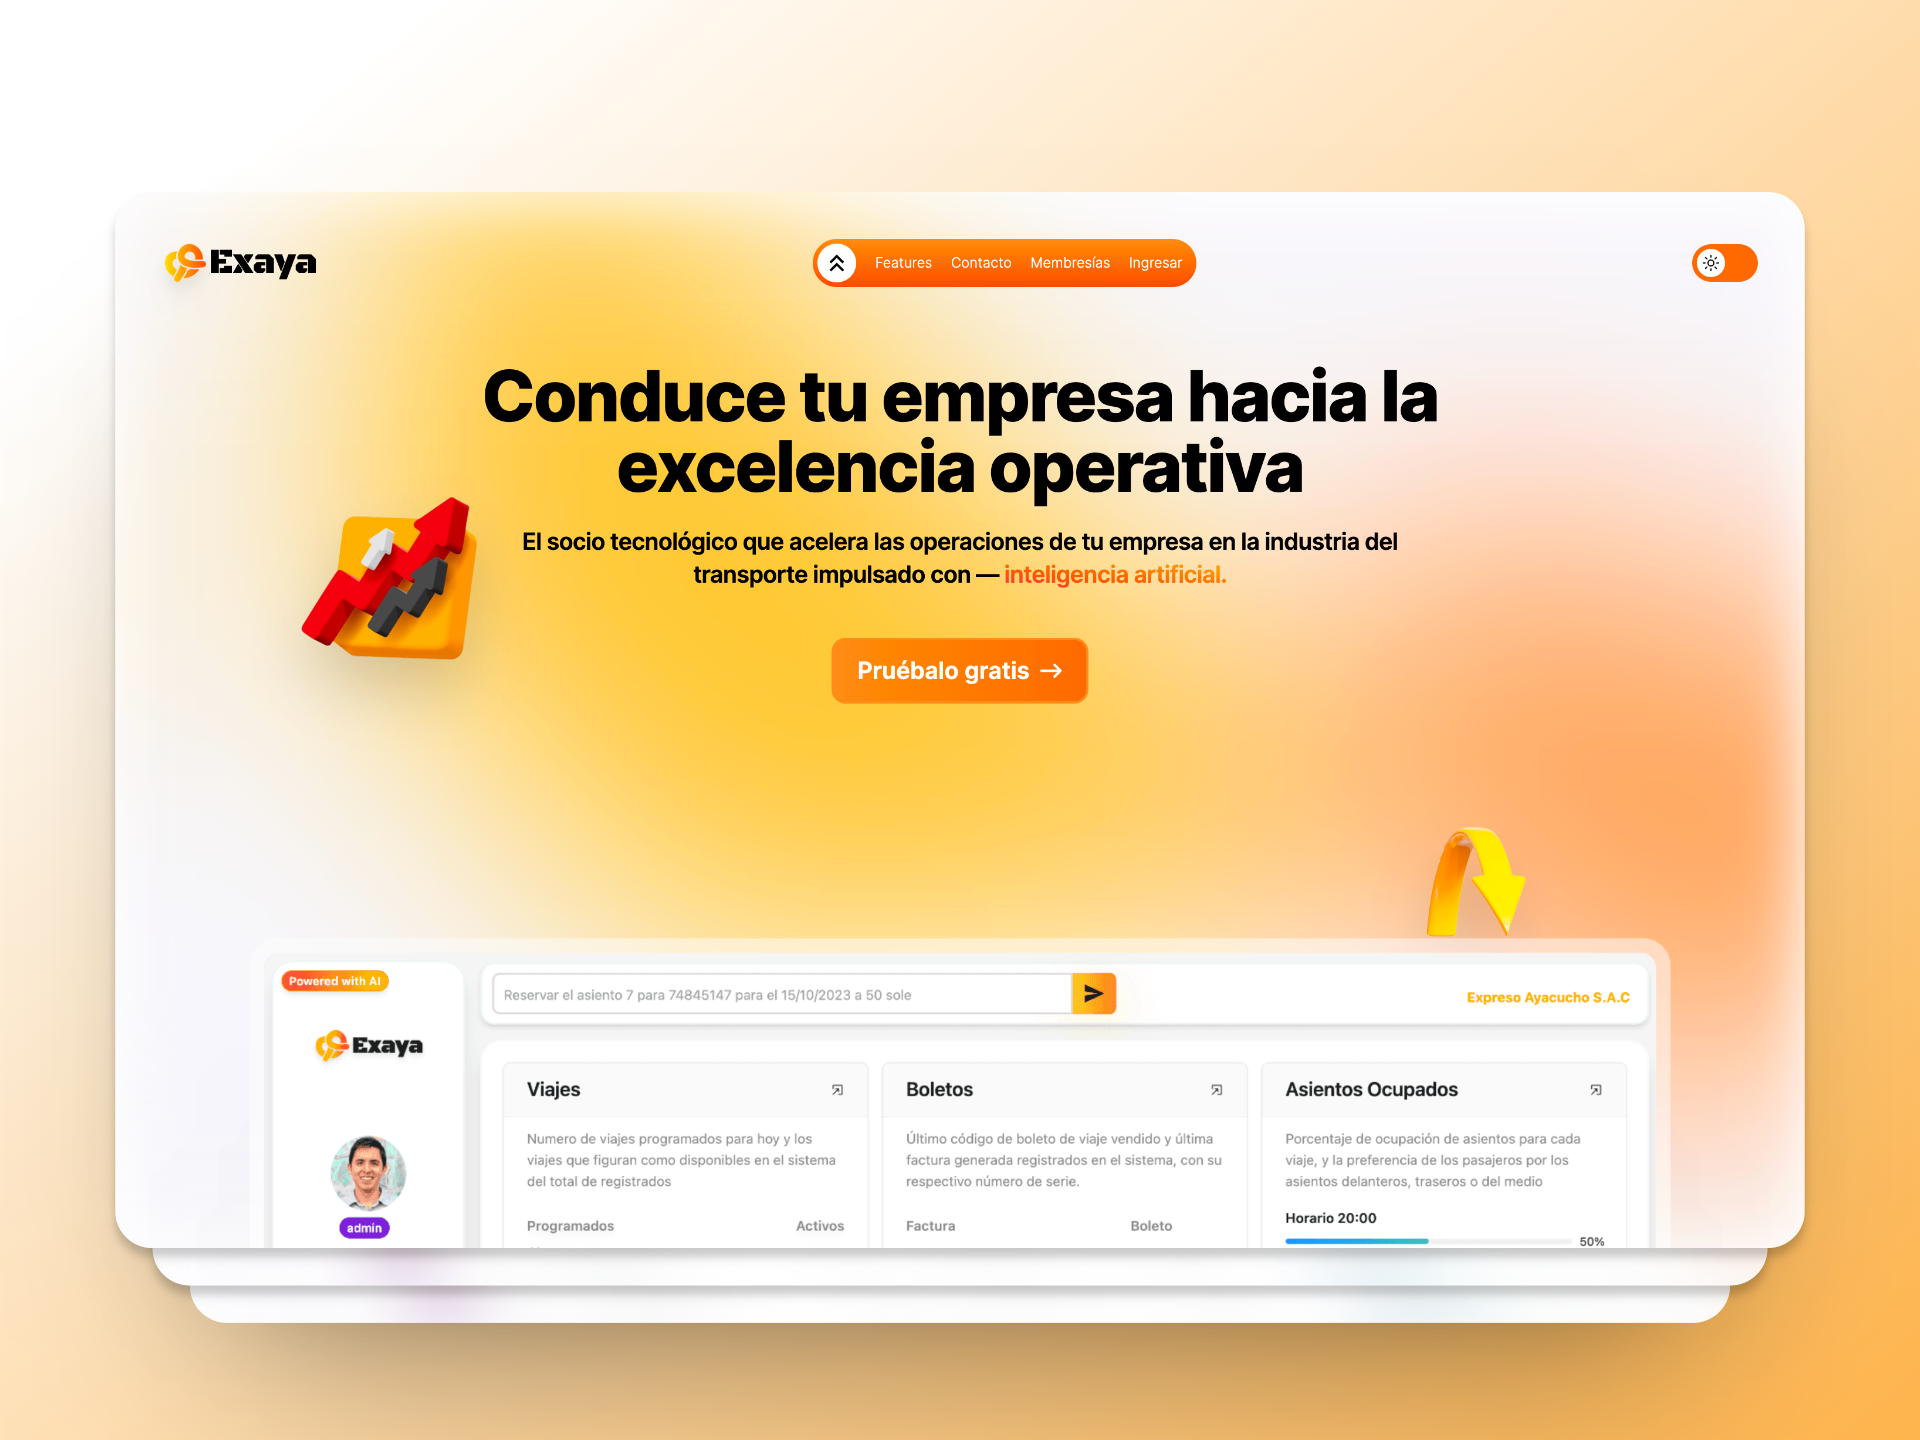 Exaya
Features Contacto Membresías Ingresar
Conduce tu empresa hacia la
excelencia operativa
El socio tecnológico que acelera las operaciones de tu empresa en la industria del
transporte impulsado con — inteligencia artificial.
Pruébalo gratis →
Powered with AI
Reservar el asiento 7 para 74845147 para el 15/10/2023 a 50 sole
Expreso Ayacucho S.A.C
Exaya
admin
Viajes
Numero de viajes programados para hoy y los
viajes que figuran como disponibles en el sistema
del total de registrados
Programados Activos
Boletos
Último código de boleto de viaje vendido y última
factura generada registrados en el sistema, con su
respectivo número de serie.
Factura Boleto
Asientos Ocupados
Porcentaje de ocupación de asientos para cada
viaje, y la preferencia de los pasajeros por los
asientos delanteros, traseros o del medio
Horario 20:00
50%